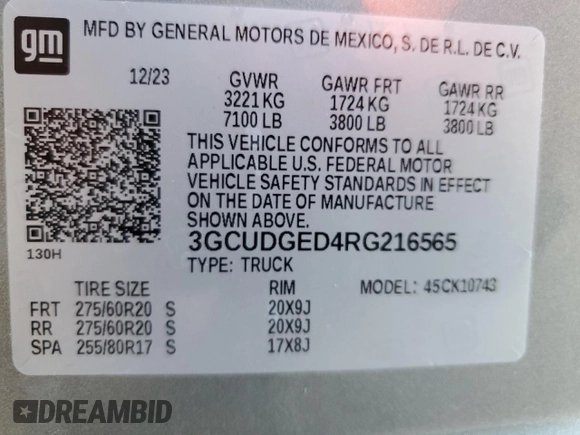 gm
MFD BY GENERAL MOTORS DE MEXICO, S. DE R.L. DE C.V.
12/23 GVWR GAWR FRT GAWR RR
3221 KG 1724 KG 1724 KG
7100 LB 3800 LB 3800 LB
THIS VEHICLE CONFORMS TO ALL
APPLICABLE U.S. FEDERAL MOTOR
VEHICLE SAFETY STANDARDS IN EFFECT
ON THE DATE OF MANUFACTURE
SHOWN ABOVE.
3GCUDGED4RG216565
130H TYPE: TRUCK
TIRE SIZE RIM MODEL: 45CK10743
FRT 275/60R20 S 20X9J
RR 275/60R20 S 20X9J
SPA 255/80R17 S 17X8J
DREAMBID